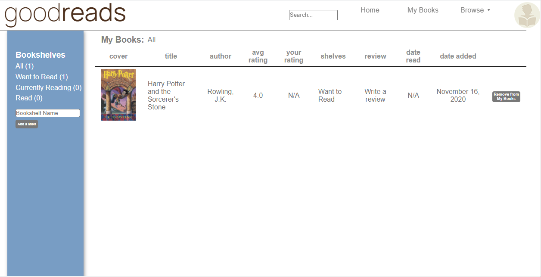 goodreads
Search...
Home
My Books
Browse
Bookshelves
All (1)
Want to Read (1)
Currently Reading (0)
Read (0)
Bookshelf Name
My Books: All
cover title author avg rating your rating shelves review date read date added
Harry Potter and the Sorcerer's Stone
Rowling, J.K.
4.0
N/A
Want to Read
Write a review
N/A
November 16, 2020
Remove from My Books